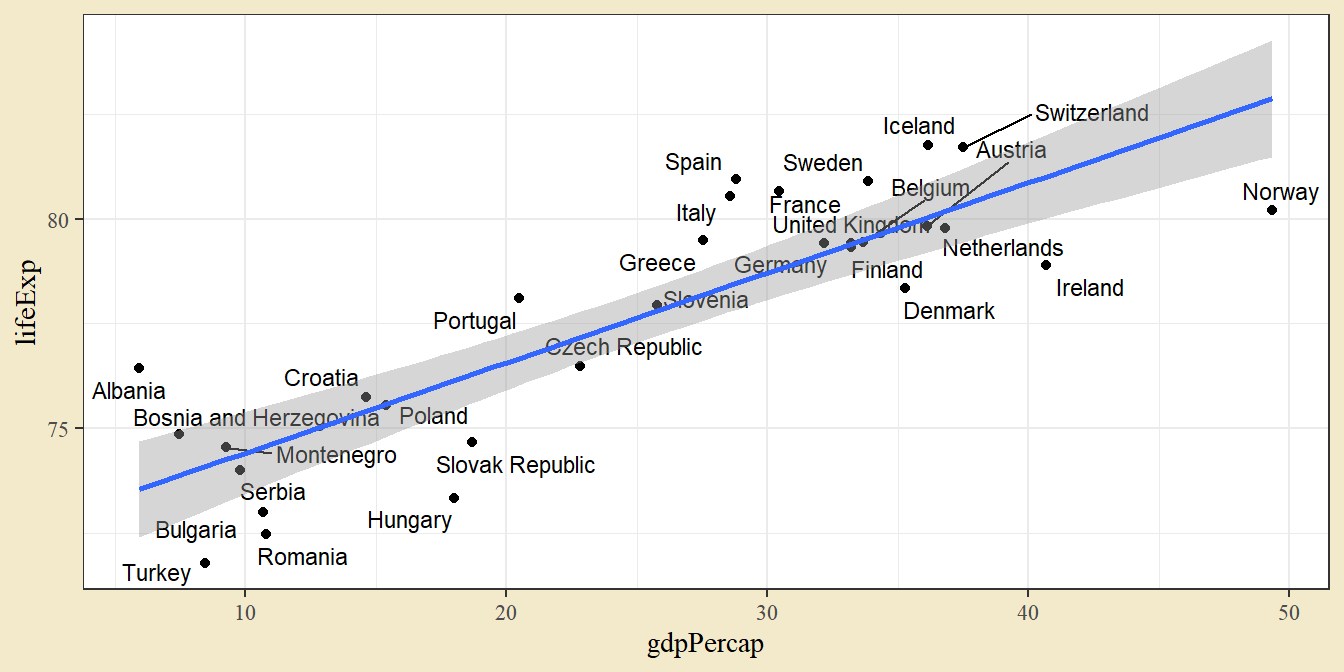 Switzerland
Iceland
Austria
Spain
Sweden
Belgium
Norway
France
Italy
80
United Kingdom
Netherlands
Greece
Germany
Finland
Ireland
Slovenia
Denmark
lifeExp
Portugal
Czech Republic
Croatia
Albania
Poland
Bosnia and Herzegovina
75
Montenegro
Slovak Republic
Serbia
Hungary
Bulgaria
Romania
Turkey
10 20 30 40 50
gdpPercap